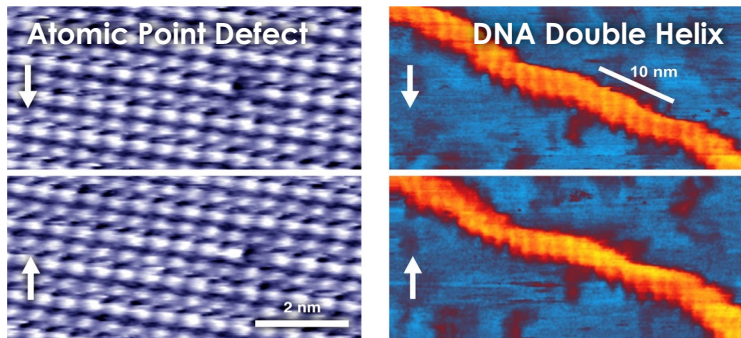 Atomic Point Defect
DNA Double Helix
10 nm
2 nm